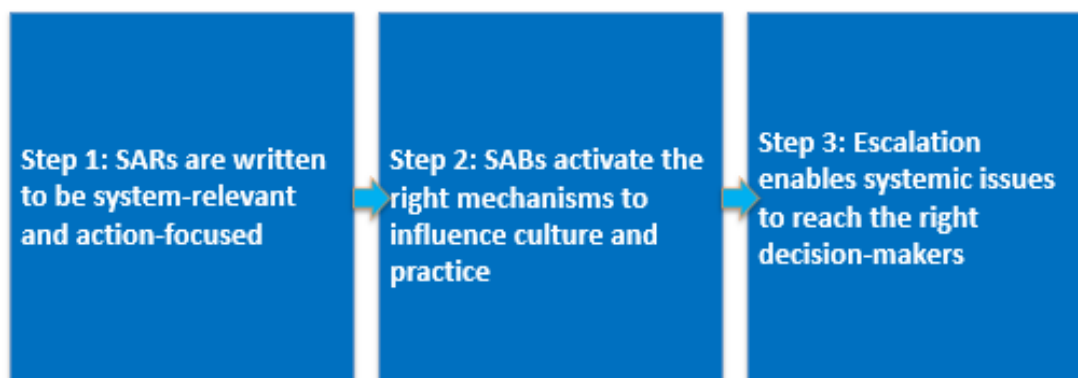 Step 1: SARs are written
to be system-relevant
and action-focused
Step 2: SABs activate the
right mechanisms to
influence culture and
practice
Step 3: Escalation
enables systemic issues
to reach the right
decision-makers